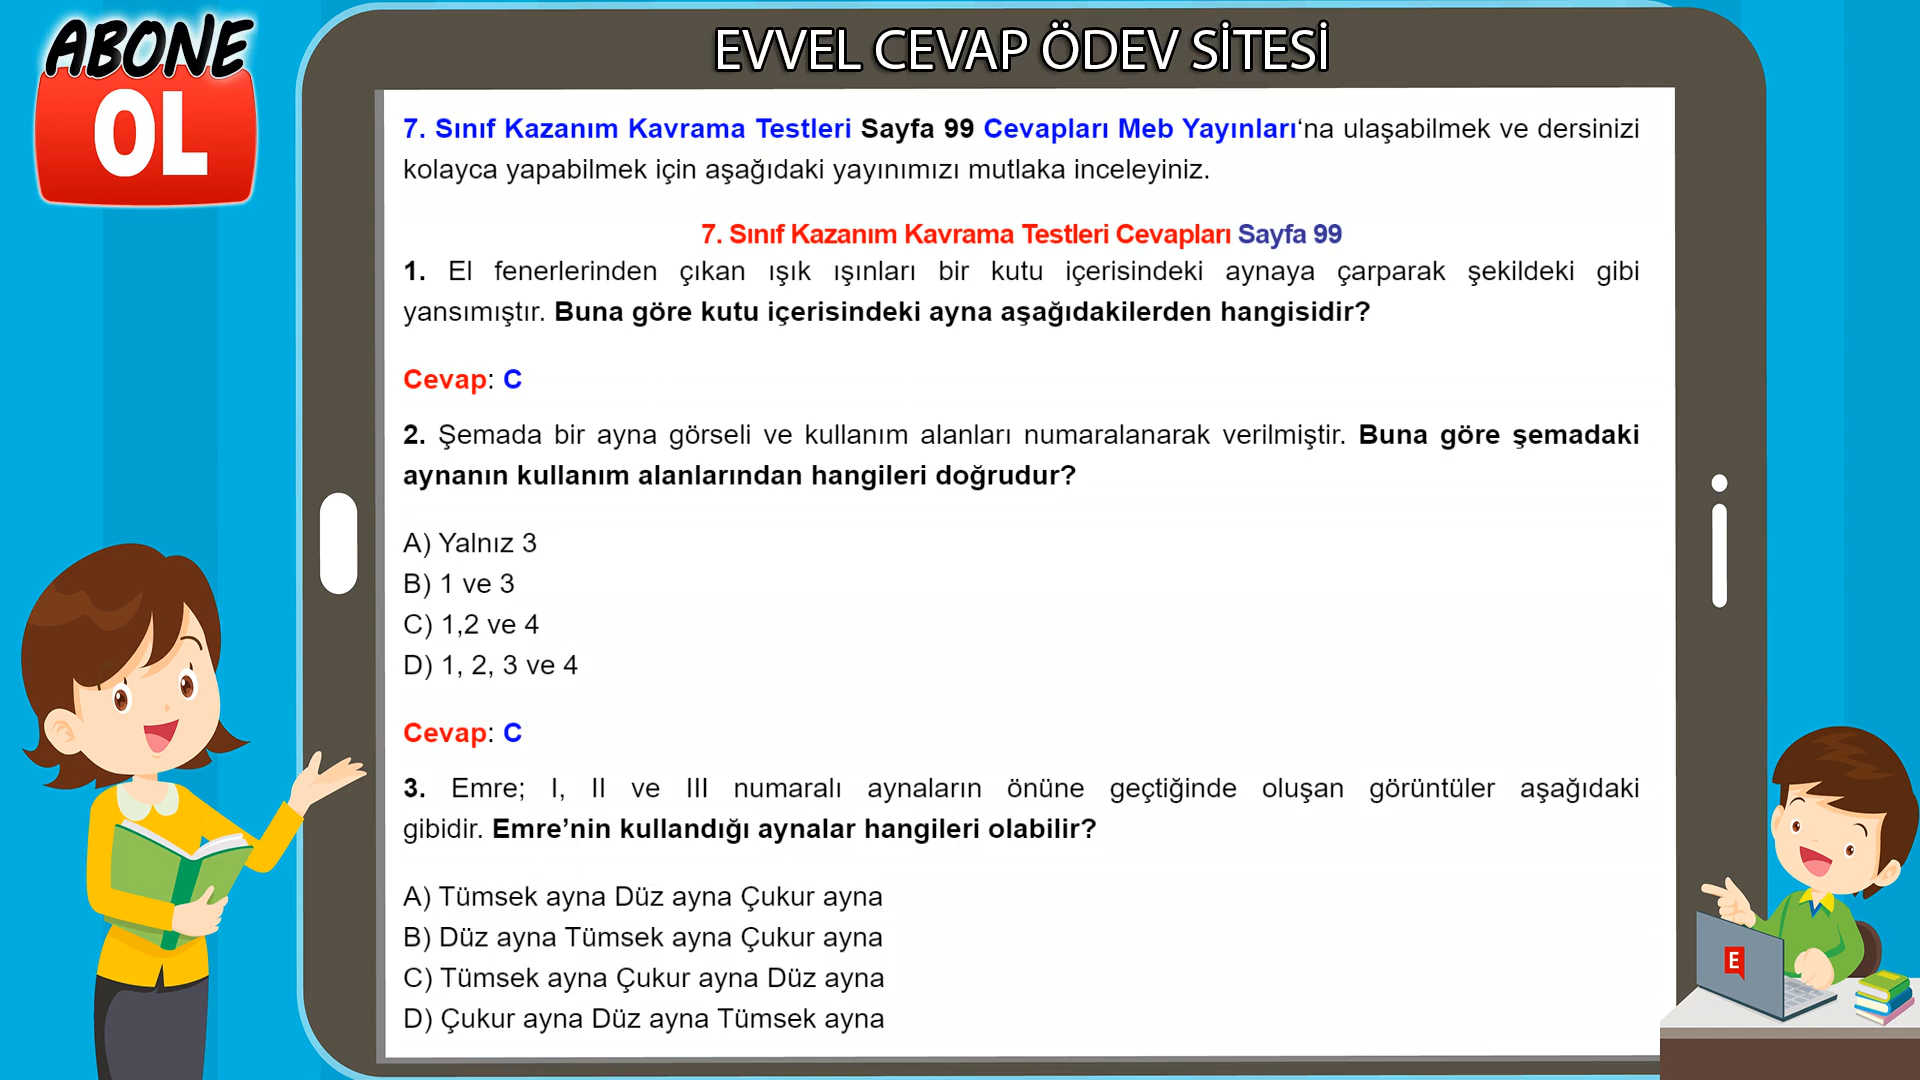 ABONE
OL
EVVEL CEVAP ÖDEV SİTESİ
7. Sınıf Kazanım Kavrama Testleri Sayfa 99 Cevapları Meb Yayınları‘na ulaşabilmek ve dersinizi
kolayca yapabilmek için aşağıdaki yayınımızı mutlaka inceleyiniz.
7. Sınıf Kazanım Kavrama Testleri Cevapları Sayfa 99
1. El fenerlerinden çıkan ışık ışınları bir kutu içerisindeki aynaya çarparak şekildeki gibi
yansımıştır. Buna göre kutu içerisindeki ayna aşağıdakilerden hangisidir?
Cevap: C
2. Şemada bir ayna görseli ve kullanım alanları numaralanarak verilmiştir. Buna göre şemadaki
aynanın kullanım alanlarından hangileri doğrudur?
A) Yalnız 3
B) 1 ve 3
C) 1,2 ve 4
D) 1, 2, 3 ve 4
Cevap: C
3. Emre; I, II ve III numaralı aynaların önüne geçtiğinde oluşan görüntüler aşağıdaki
gibidir. Emre’nin kullandığı aynalar hangileri olabilir?
A) Tümsek ayna Düz ayna Çukur ayna
B) Düz ayna Tümsek ayna Çukur ayna
C) Tümsek ayna Çukur ayna Düz ayna
D) Çukur ayna Düz ayna Tümsek ayna
E